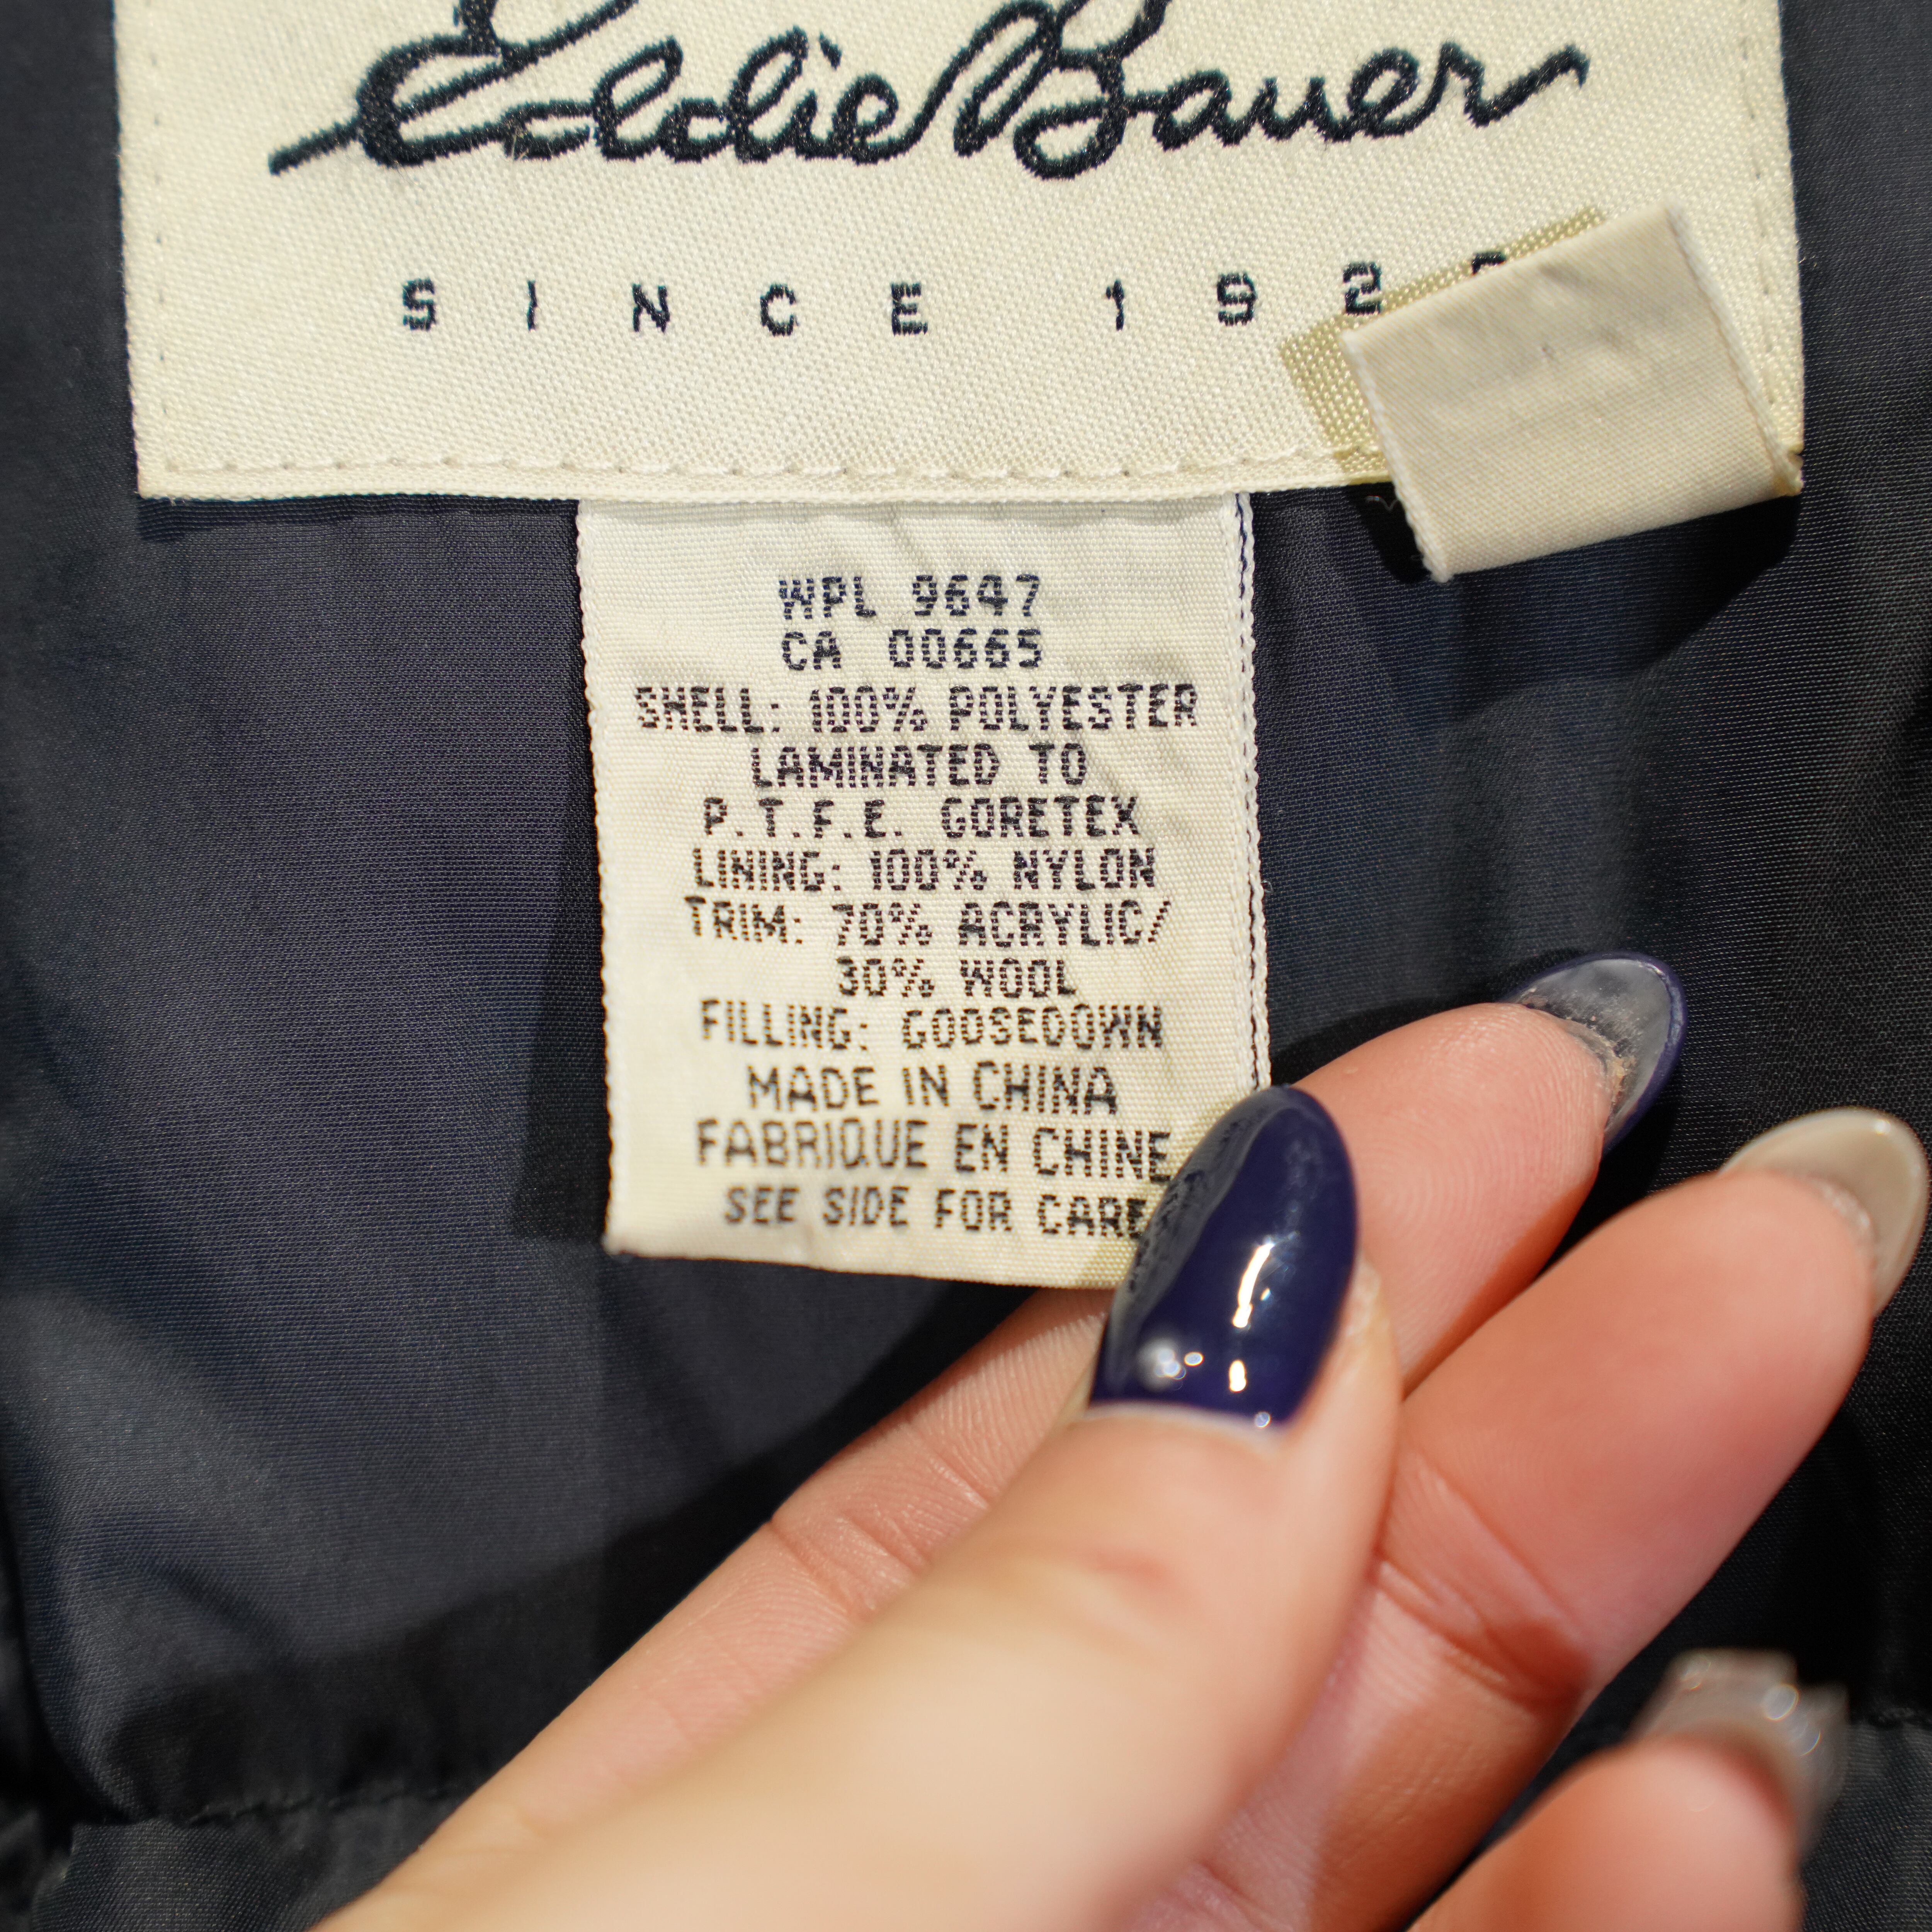 Eddie Bauer
SINCE 192
WPL 9647
CA 00665
SHELL: 100% POLYESTER
LAMINATED TO
P.T.F.E. GORETEX
LINING: 100% NYLON
TRIM: 70% ACRYLIC/
30% WOOL
FILLING: GOOSEDOWN
MADE IN CHINA
FABRIQUE EN CHINE
SEE SIDE FOR CARE